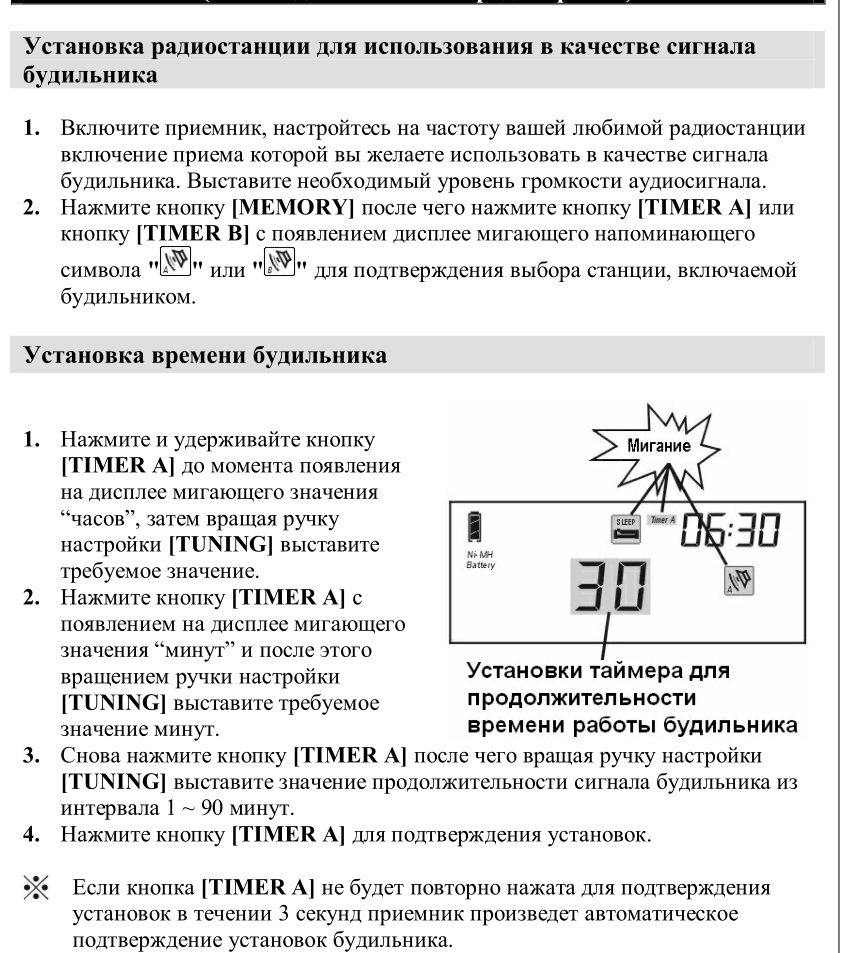 Установка радиостанции для использования в качестве сигнала
будильника
1. Включите приемник, настройтесь на частоту вашей любимой радиостанции
включение приема которой вы желаете использовать в качестве сигнала
будильника. Выставите необходимый уровень громкости аудиосигнала.
2. Нажмите кнопку [MEMORY] после чего нажмите кнопку [TIMER A] или
кнопку [TIMER B] с появлением дисплее мигающего напоминающего
символа "A" или "B" для подтверждения выбора станции, включаемой
будильником.
Установка времени будильника
1. Нажмите и удерживайте кнопку
[TIMER A] до момента появления
на дисплее мигающего значения
“часов”, затем вращая ручку
настройки [TUNING] выставите
требуемое значение.
2. Нажмите кнопку [TIMER A] с
появлением на дисплее мигающего
значения “минут” и после этого
вращением ручки настройки
[TUNING] выставите требуемое
значение минут.
Мигание
SLEEP Timer A 06:30
Ni-MH
Battery
30
A
Установки таймера для
продолжительности
времени работы будильника
3. Снова нажмите кнопку [TIMER A] после чего вращая ручку настройки
[TUNING] выставите значение продолжительности сигнала будильника из
интервала 1 ~ 90 минут.
4. Нажмите кнопку [TIMER A] для подтверждения установок.
※ Если кнопка [TIMER A] не будет повторно нажата для подтверждения
установок в течении 3 секунд приемник произведет автоматическое
подтверждение установок будильника.